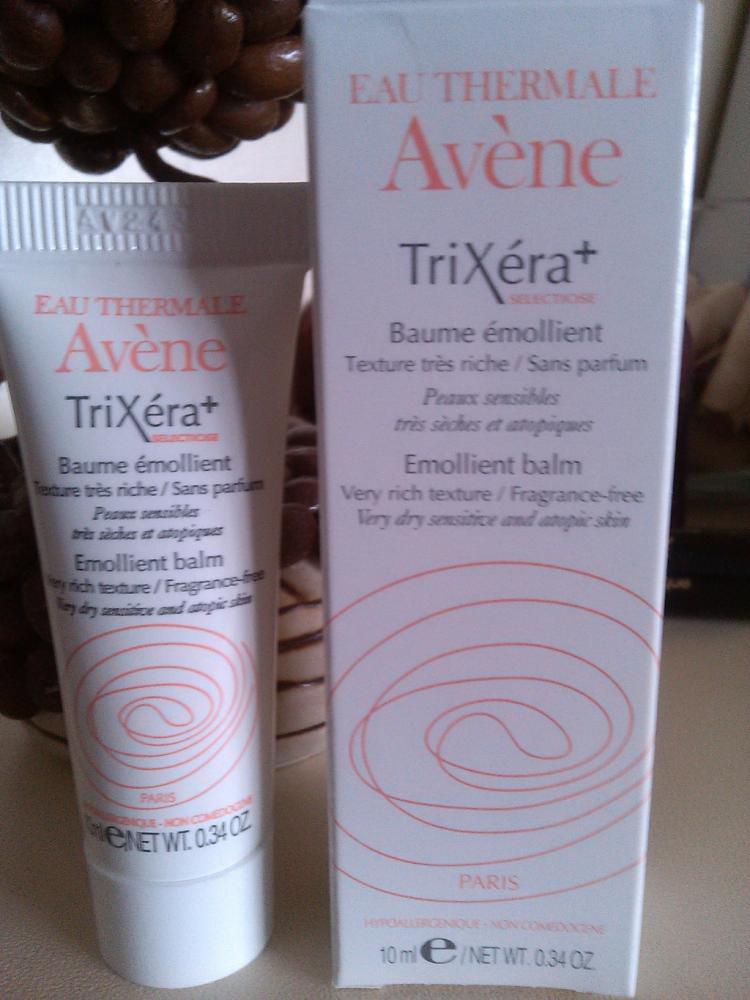 AV24
EAU THERMALE
Avène
TriXéra+
SELECTIOSE
Baume émollient
Texture très riche / Sans parfum
Peaux sensibles
très sèches et atopiques
Emollient balm
Very rich texture / Fragrance-free
Very dry sensitive and atopic skin
PARIS
HYPOALLERGENIQUE - NON COMEDOGENE
10 ml e / NET WT. 0.34 OZ.
EAU THERMALE
Avène
TriXéra+
SELECTIOSE
Baume émollient
Texture très riche / Sans parfum
Peaux sensibles
très sèches et atopiques
Emollient balm
Very rich texture / Fragrance-free
Very dry sensitive and atopic skin
PARIS
HYPOALLERGENIQUE - NON COMEDOGENE
10 ml e / NET WT. 0.34 OZ.